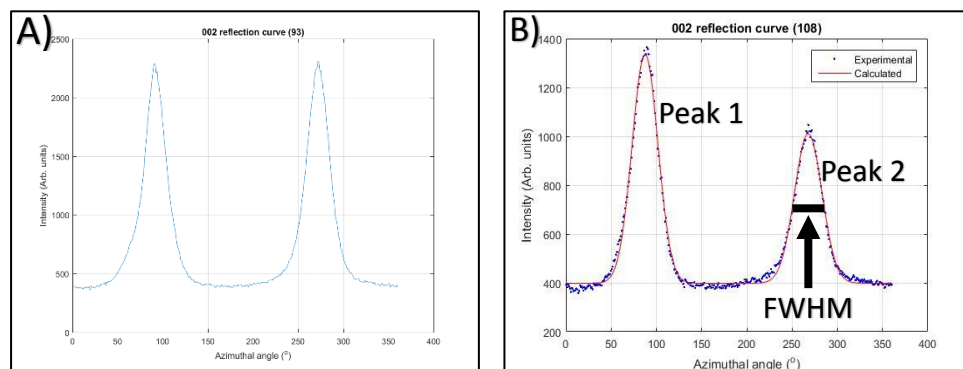 A)
002 reflection curve (93)
2500
2000
1500
1000
500
0
Intensity (Arb. units)
0 50 100 150 200 250 300 350 400
Azimuthal angle (°)
B)
002 reflection curve (108)
1400
1200
1000
800
600
400
200
Intensity (Arb. units)
Experimental
Calculated
Peak 1
Peak 2
FWHM
0 50 100 150 200 250 300 350 400
Azimuthal angle (°)